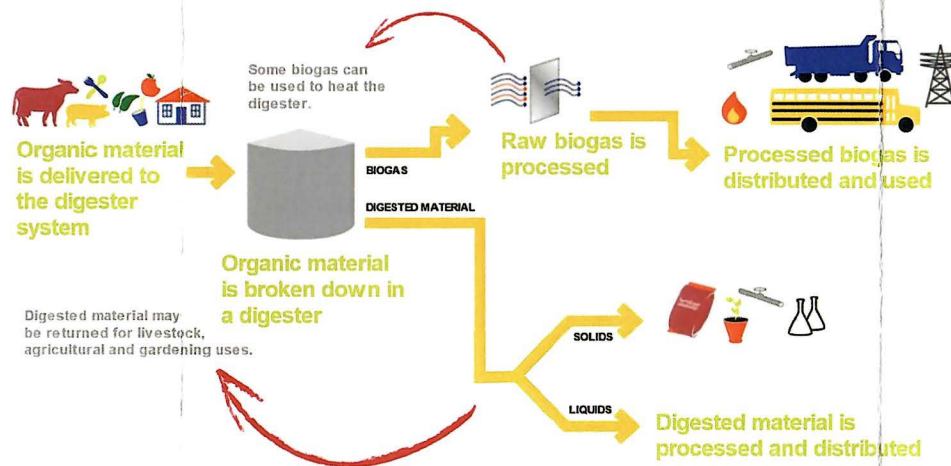 Some biogas can
be used to heat the
digester.
Organic material
is delivered to
the digester
system
BIOGAS
DIGESTED MATERIAL
Raw biogas is
processed
Processed biogas is
distributed and used
Organic material
is broken down in
a digester
Digested material may
be returned for livestock,
agricultural and gardening uses.
SOLIDS
LIQUIDS
Digested material is
processed and distributed